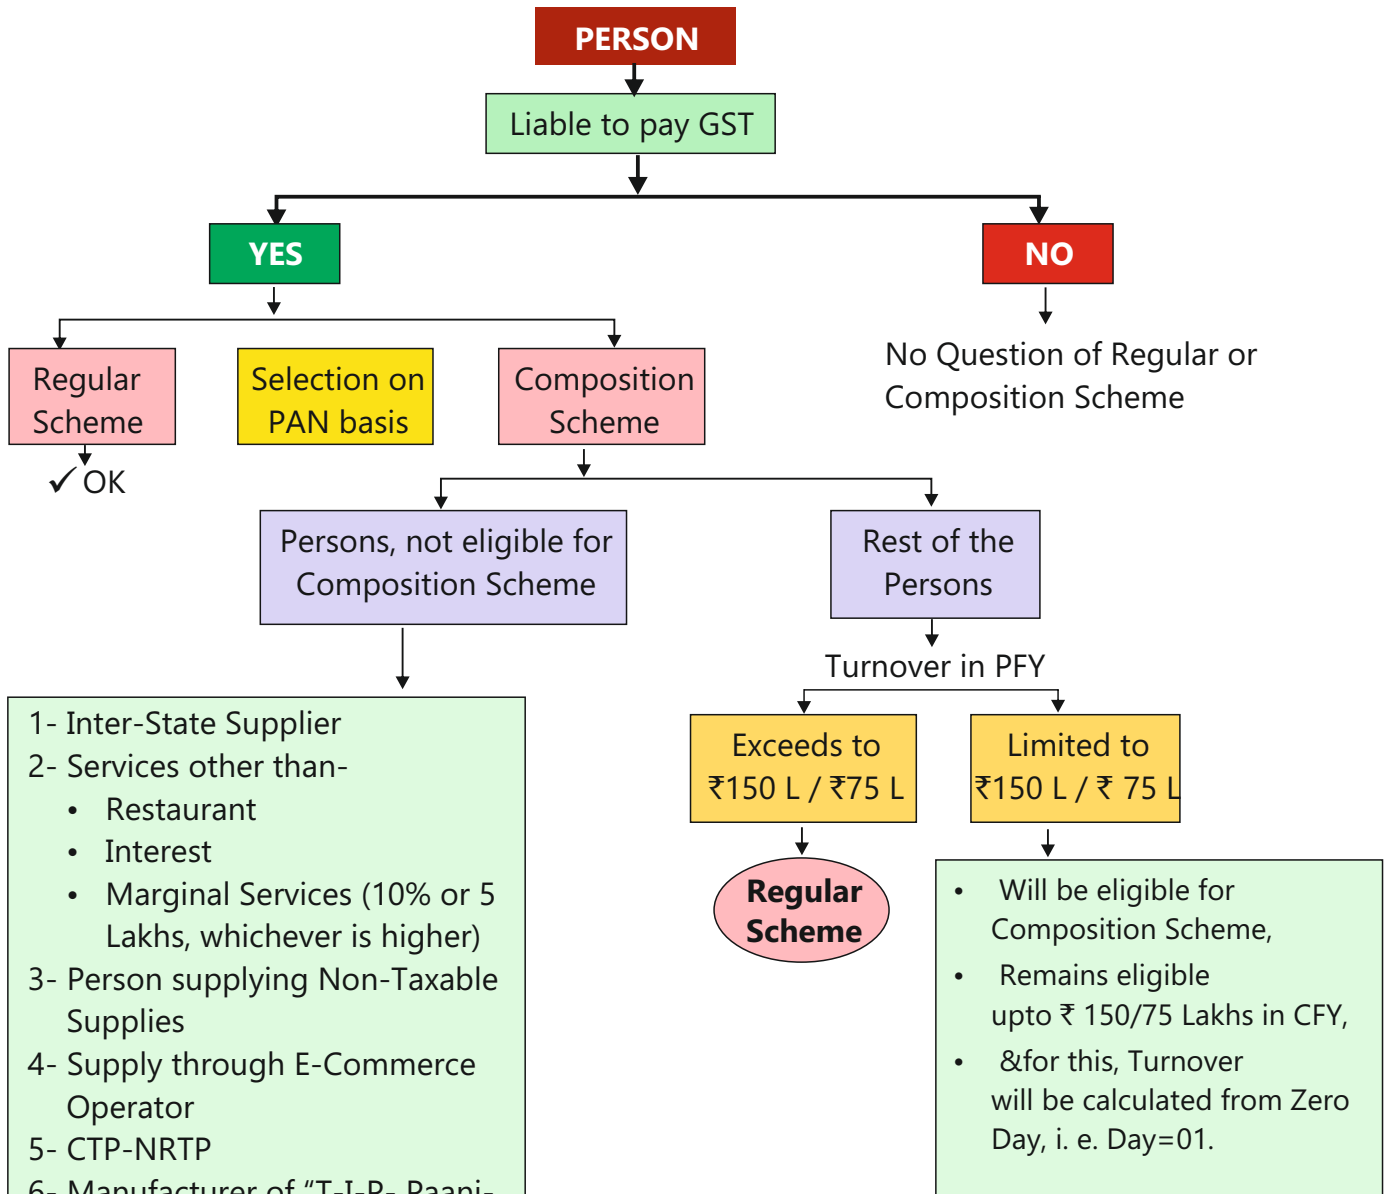 PERSON
Liable to pay GST
YES
NO
Regular
Scheme
Selection on
PAN basis
Composition
Scheme
No Question of Regular or
Composition Scheme
✓ OK
Persons, not eligible for
Composition Scheme
Rest of the
Persons
Turnover in PFY
Exceeds to
₹150 L / ₹75 L
Limited to
₹150 L / ₹ 75 L
Regular
Scheme
1- Inter-State Supplier
2- Services other than-
• Restaurant
• Interest
• Marginal Services (10% or 5
Lakhs, whichever is higher)
3- Person supplying Non-Taxable
Supplies
4- Supply through E-Commerce
Operator
5- CTP-NRTP
6- Manufacturer of “T-I-P- Paani-
• Will be eligible for
Composition Scheme,
• Remains eligible
upto ₹ 150/75 Lakhs in CFY,
• &for this, Turnover
will be calculated from Zero
Day, i. e. Day=01.